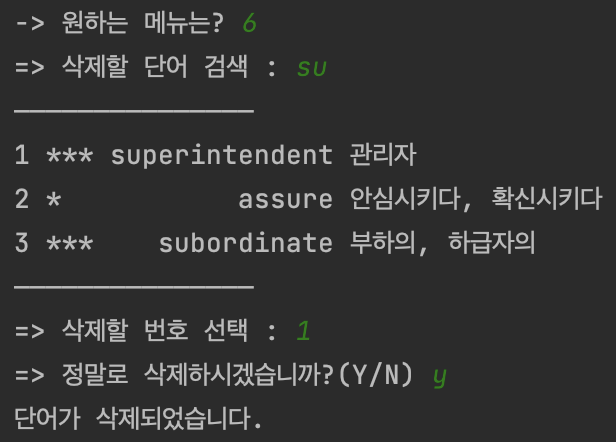 -> 원하는 메뉴는? 6
=> 삭제할 단어 검색 : su
--------------------------------
1 *** superintendent 관리자
2 *           assure 안심시키다, 확신시키다
3 ***    subordinate 부하의, 하급자의
--------------------------------
=> 삭제할 번호 선택 : 1
=> 정말로 삭제하시겠습니까?(Y/N) y
단어가 삭제되었습니다.